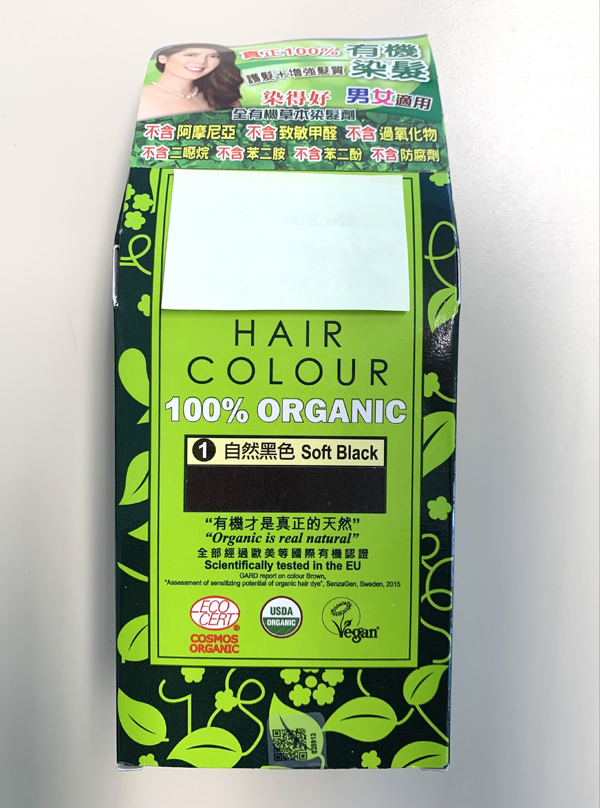 真正100% 有機
護髮+增強髮質 染髮
染得好 男女適用
全有機草本染髮劑
不含阿摩尼亞 不含致敏甲醛 不含過氧化物
不含二噁烷 不含苯二胺 不含苯二酚 不含防腐劑
HAIR
COLOUR
100% ORGANIC
1 自然黑色 Soft Black
“有機才是真正的天然”
“Organic is real natural”
全部經過歐美等國際有機認證
Scientifically tested in the EU
GARD report on colour Brown,
"Assessment of sensitizing potential of organic hair dye", SenzaGen, Sweden, 2015
ECO
CERT®
COSMOS
ORGANIC
USDA
ORGANIC
Vegan